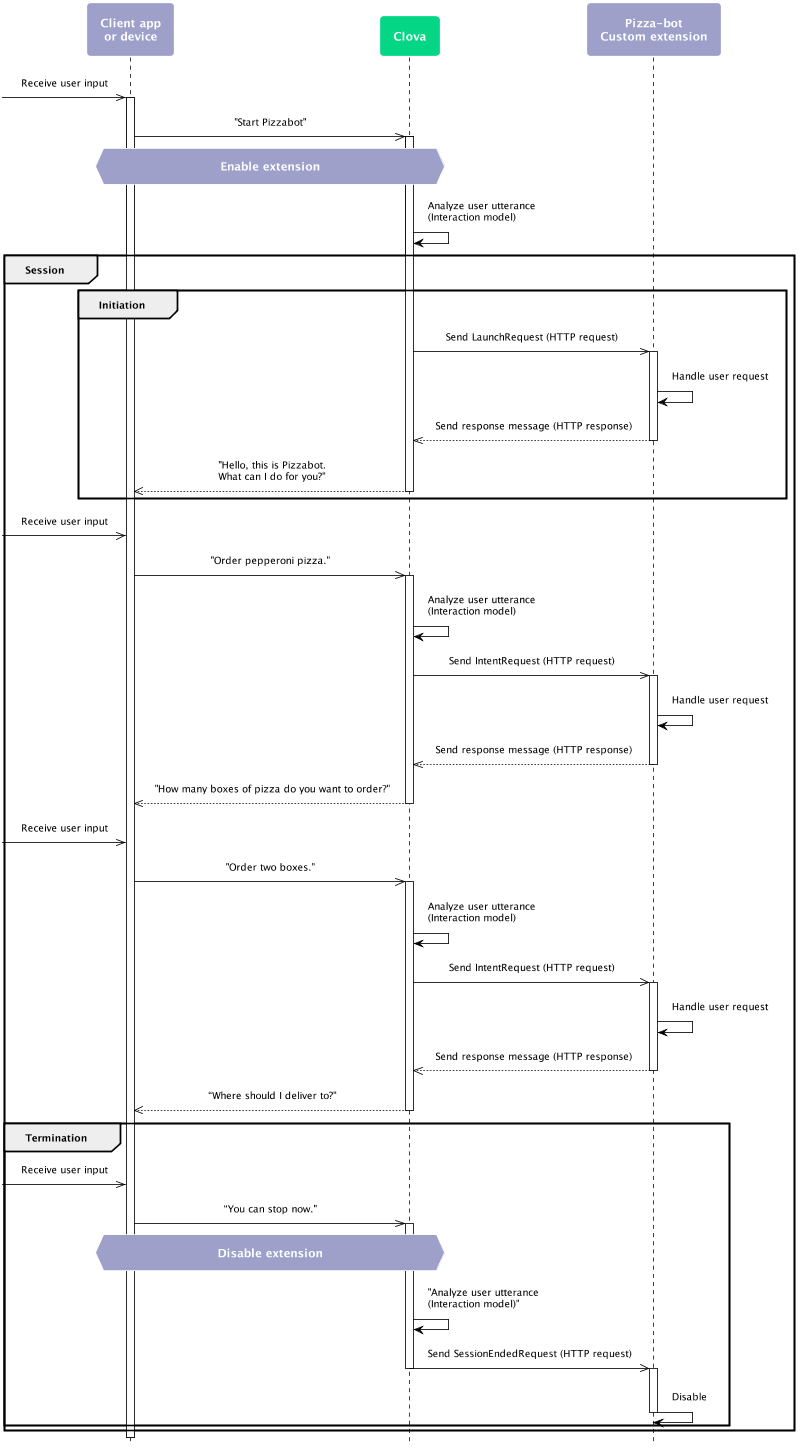 Client app
or device
Clova
Pizza-bot
Custom extension
Receive user input
"Start Pizzabot"
Enable extension
Analyze user utterance
(Interaction model)
Session
Initiation
Send LaunchRequest (HTTP request)
Handle user request
Send response message (HTTP response)
"Hello, this is Pizzabot.
What can I do for you?"
Receive user input
"Order pepperoni pizza."
Analyze user utterance
(Interaction model)
Send IntentRequest (HTTP request)
Handle user request
Send response message (HTTP response)
"How many boxes of pizza do you want to order?"
Receive user input
"Order two boxes."
Analyze user utterance
(Interaction model)
Send IntentRequest (HTTP request)
Handle user request
Send response message (HTTP response)
"Where should I deliver to?"
Termination
Receive user input
"You can stop now."
Disable extension
"Analyze user utterance
(Interaction model)"
Send SessionEndedRequest (HTTP request)
Disable